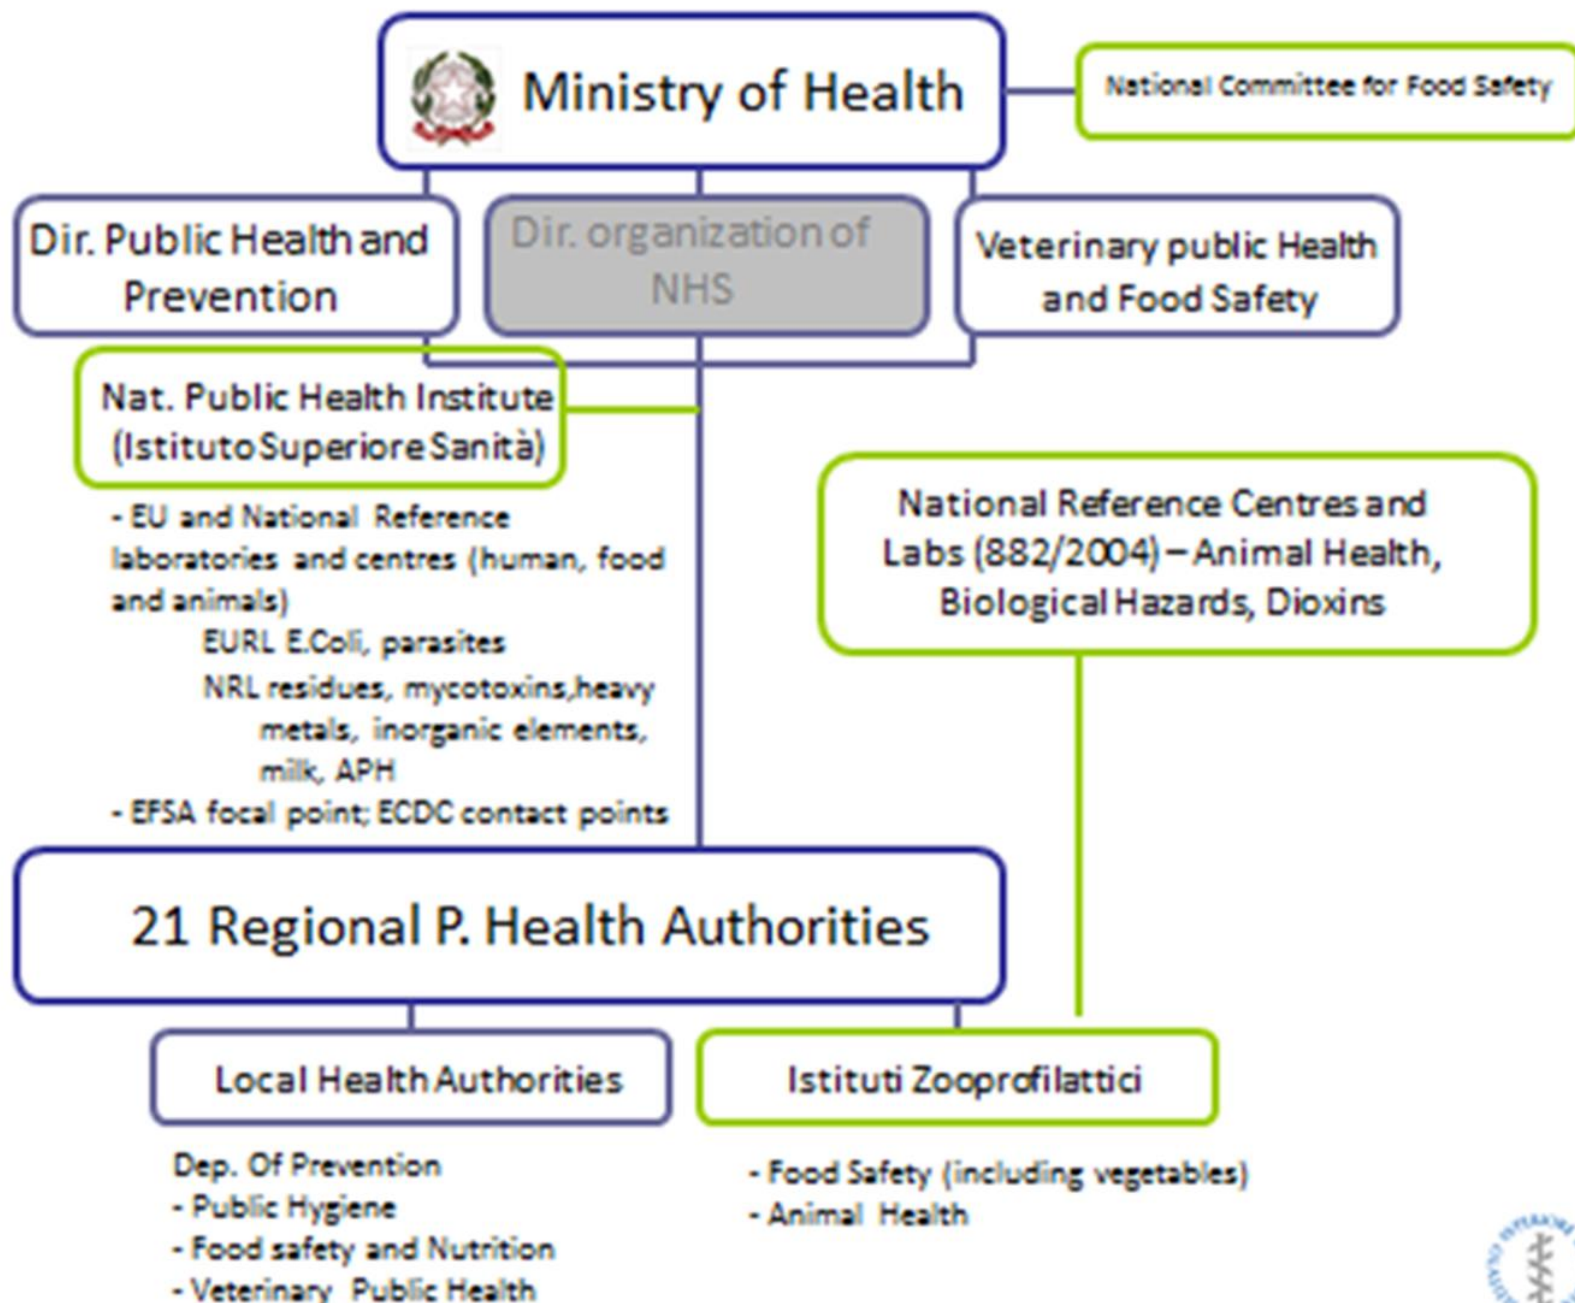 Ministry of Health
National Committee for Food Safety
Dir. Public Health and
Prevention
Dir. organization of
NHS
Veterinary public Health
and Food Safety
Nat. Public Health Institute
(Istituto Superiore Sanità)
- EU and National Reference
laboratories and centres (human, food
and animals)
EURL E.Coli, parasites
NRL residues, mycotoxins,heavy
metals, inorganic elements,
milk, APH
- EFSA focal point; ECDC contact points
National Reference Centres and
Labs (882/2004) – Animal Health,
Biological Hazards, Dioxins
21 Regional P. Health Authorities
Local Health Authorities
Istituti Zooprofilattici
Dep. Of Prevention
- Public Hygiene
- Food safety and Nutrition
- Veterinary Public Health
- Food Safety (including vegetables)
- Animal Health